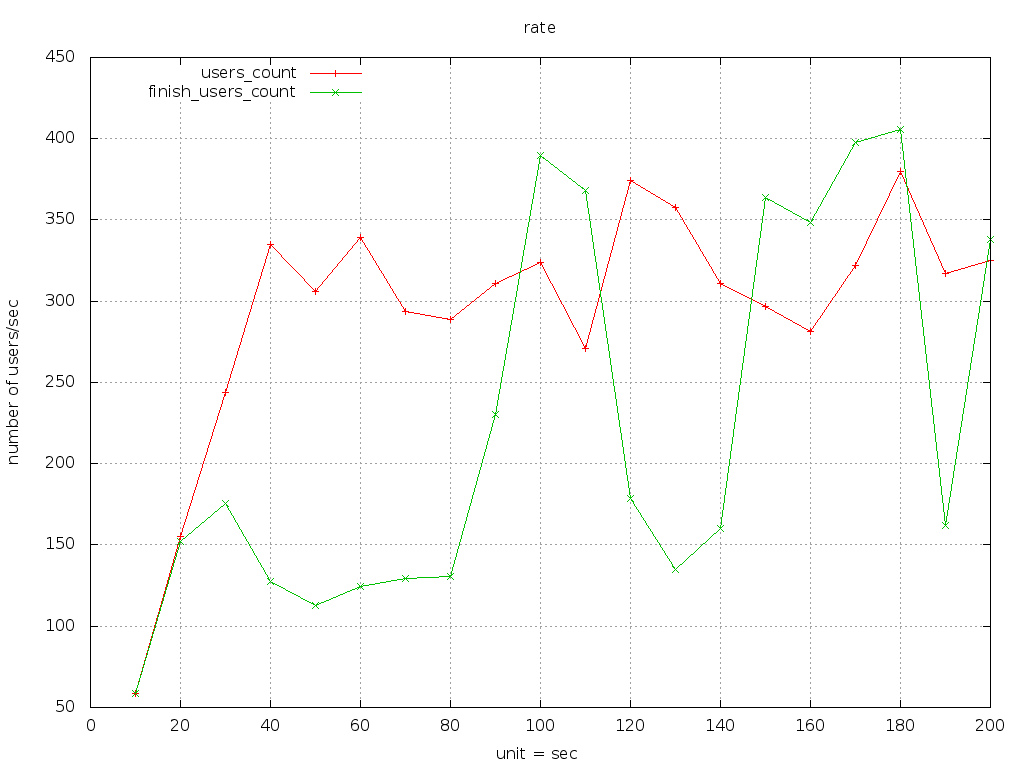 rate
users_count
finish_users_count
number of users/sec
450
400
350
300
250
200
150
100
50
0 20 40 60 80 100 120 140 160 180 200
unit = sec